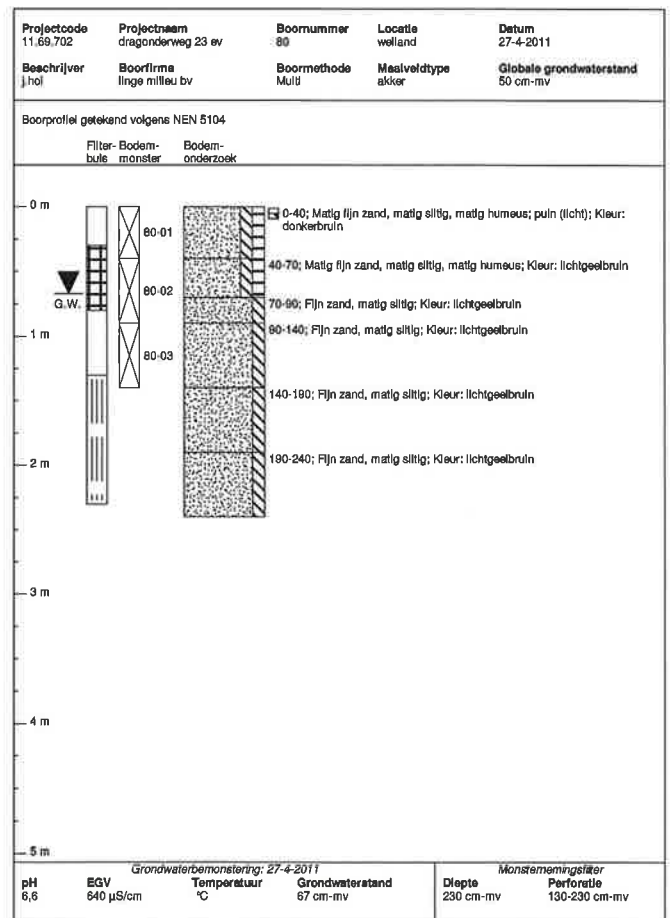 Projectcode Projectnaam Boornummer Locatie Datum
11.69.702 dragonderweg 23 ev 80 weiland 27-4-2011
Beschrijver Boorfirma Boormethode Maaiveldtype Globale grondwaterstand
j.hol linge milieu bv Multi akker 50 cm-mv
Boorprofiel getekend volgens NEN 5104
Filter- Bodem- Bodem-
buis monster onderzoek
0 m
0-40; Matig fijn zand, matig siltig, matig humeus; puin (licht); Kleur:
donkerbruin
80-01
40-70; Matig fijn zand, matig siltig, matig humeus; Kleur: lichtgeelbruin
80-02
G.W.
70-90; Fijn zand, matig siltig; Kleur: lichtgeelbruin
1 m
90-140; Fijn zand, matig siltig; Kleur: lichtgeelbruin
80-03
140-190; Fijn zand, matig siltig; Kleur: lichtgeelbruin
190-240; Fijn zand, matig siltig; Kleur: lichtgeelbruin
2 m
3 m
4 m
5 m
Grondwaterbemonstering: 27-4-2011 Monsternemingsfilter
pH EGV Temperatuur Grondwaterstand Diepte Perforatie
6,6 640 µS/cm °C 67 cm-mv 230 cm-mv 130-230 cm-mv